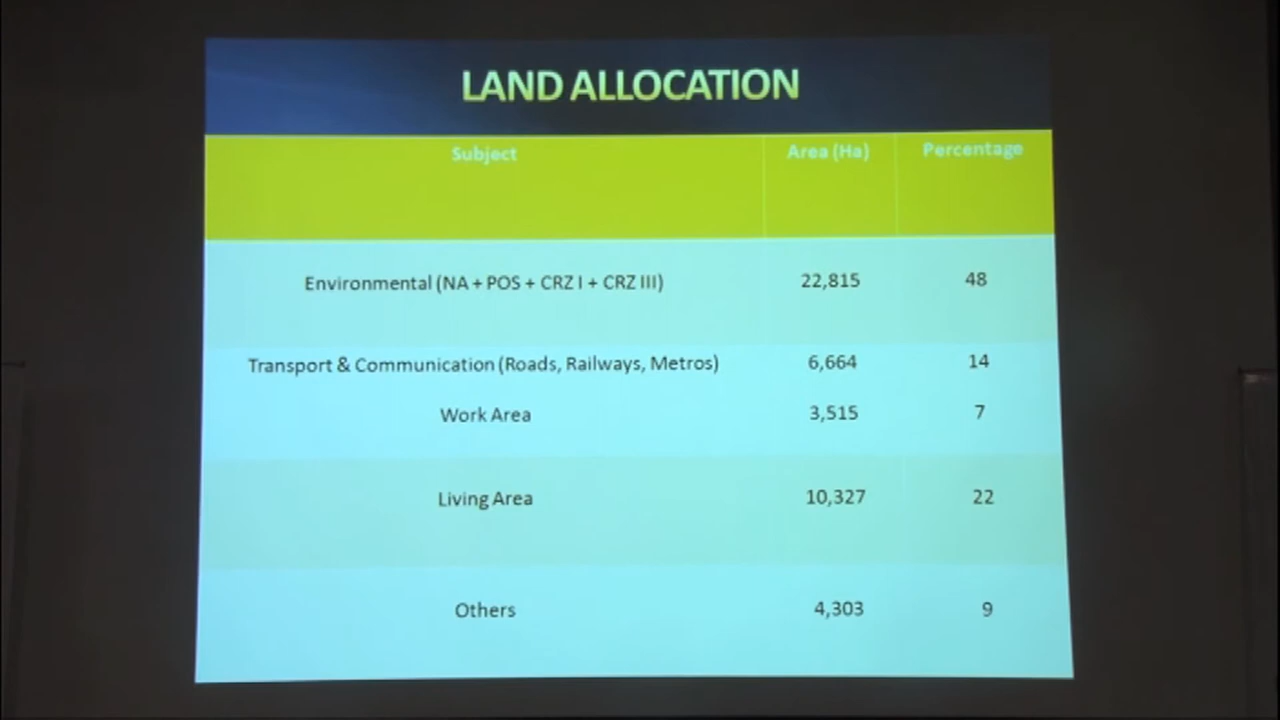 LAND ALLOCATION
Subject Area (Ha) Percentage
Environmental (NA + POS + CRZ I + CRZ III) 22,815 48
Transport & Communication (Roads, Railways, Metros) 6,664 14
Work Area 3,515 7
Living Area 10,327 22
Others 4,303 9